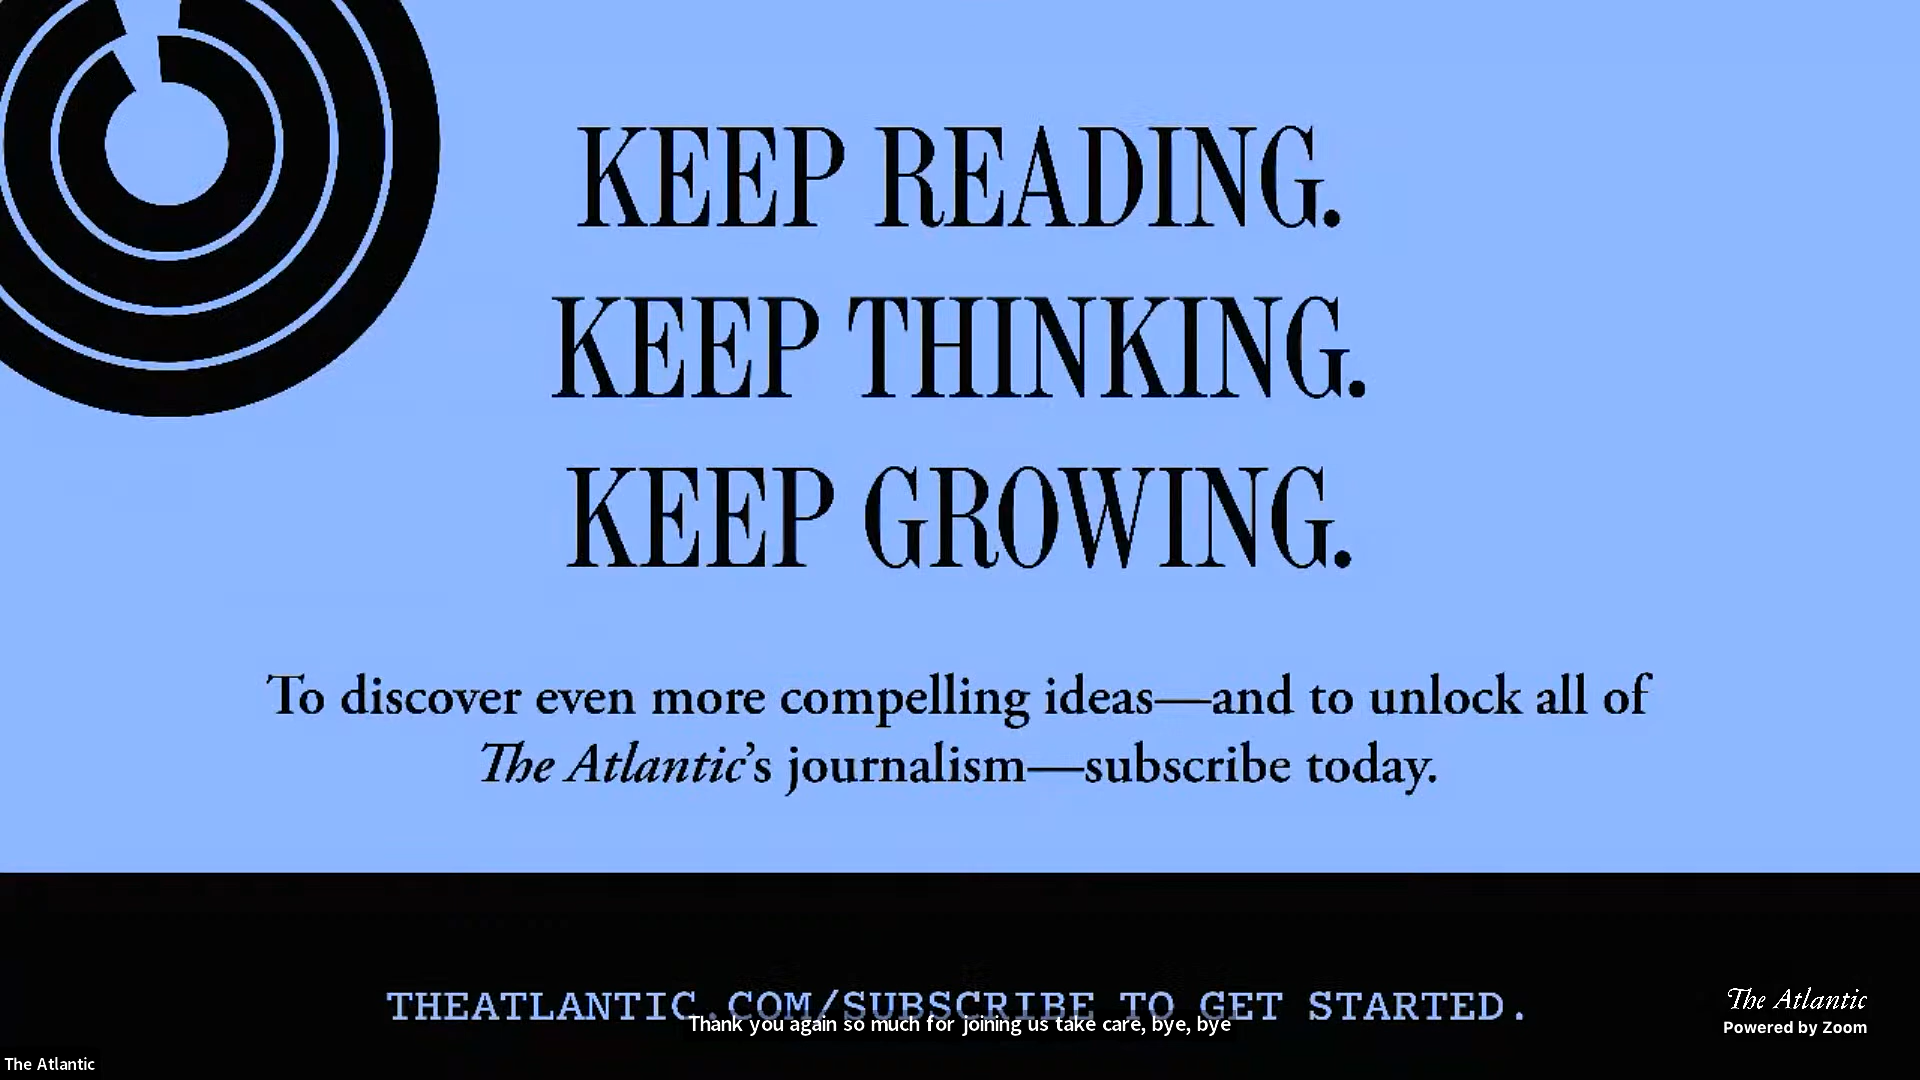 KEEP READING.
KEEP THINKING.
KEEP GROWING.
To discover even more compelling ideas—and to unlock all of
The Atlantic’s journalism—subscribe today.
THEATLANTIC.COM/SUBSCRIBE TO GET STARTED.
Thank you again so much for joining us take care, bye, bye
The Atlantic
Powered by Zoom
The Atlantic